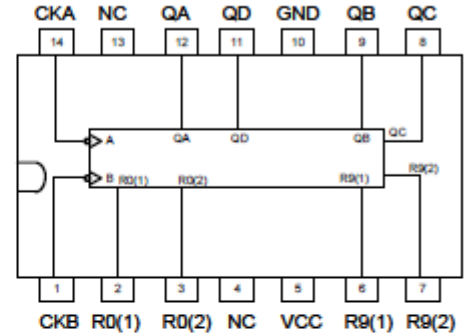 CKA NC QA QD GND QB QC
14 13 12 11 10 9 8
A QA QD QB QC
B R0(1) R0(2) R9(1) R9(2)
1 2 3 4 5 6 7
CKB R0(1) R0(2) NC VCC R9(1) R9(2)